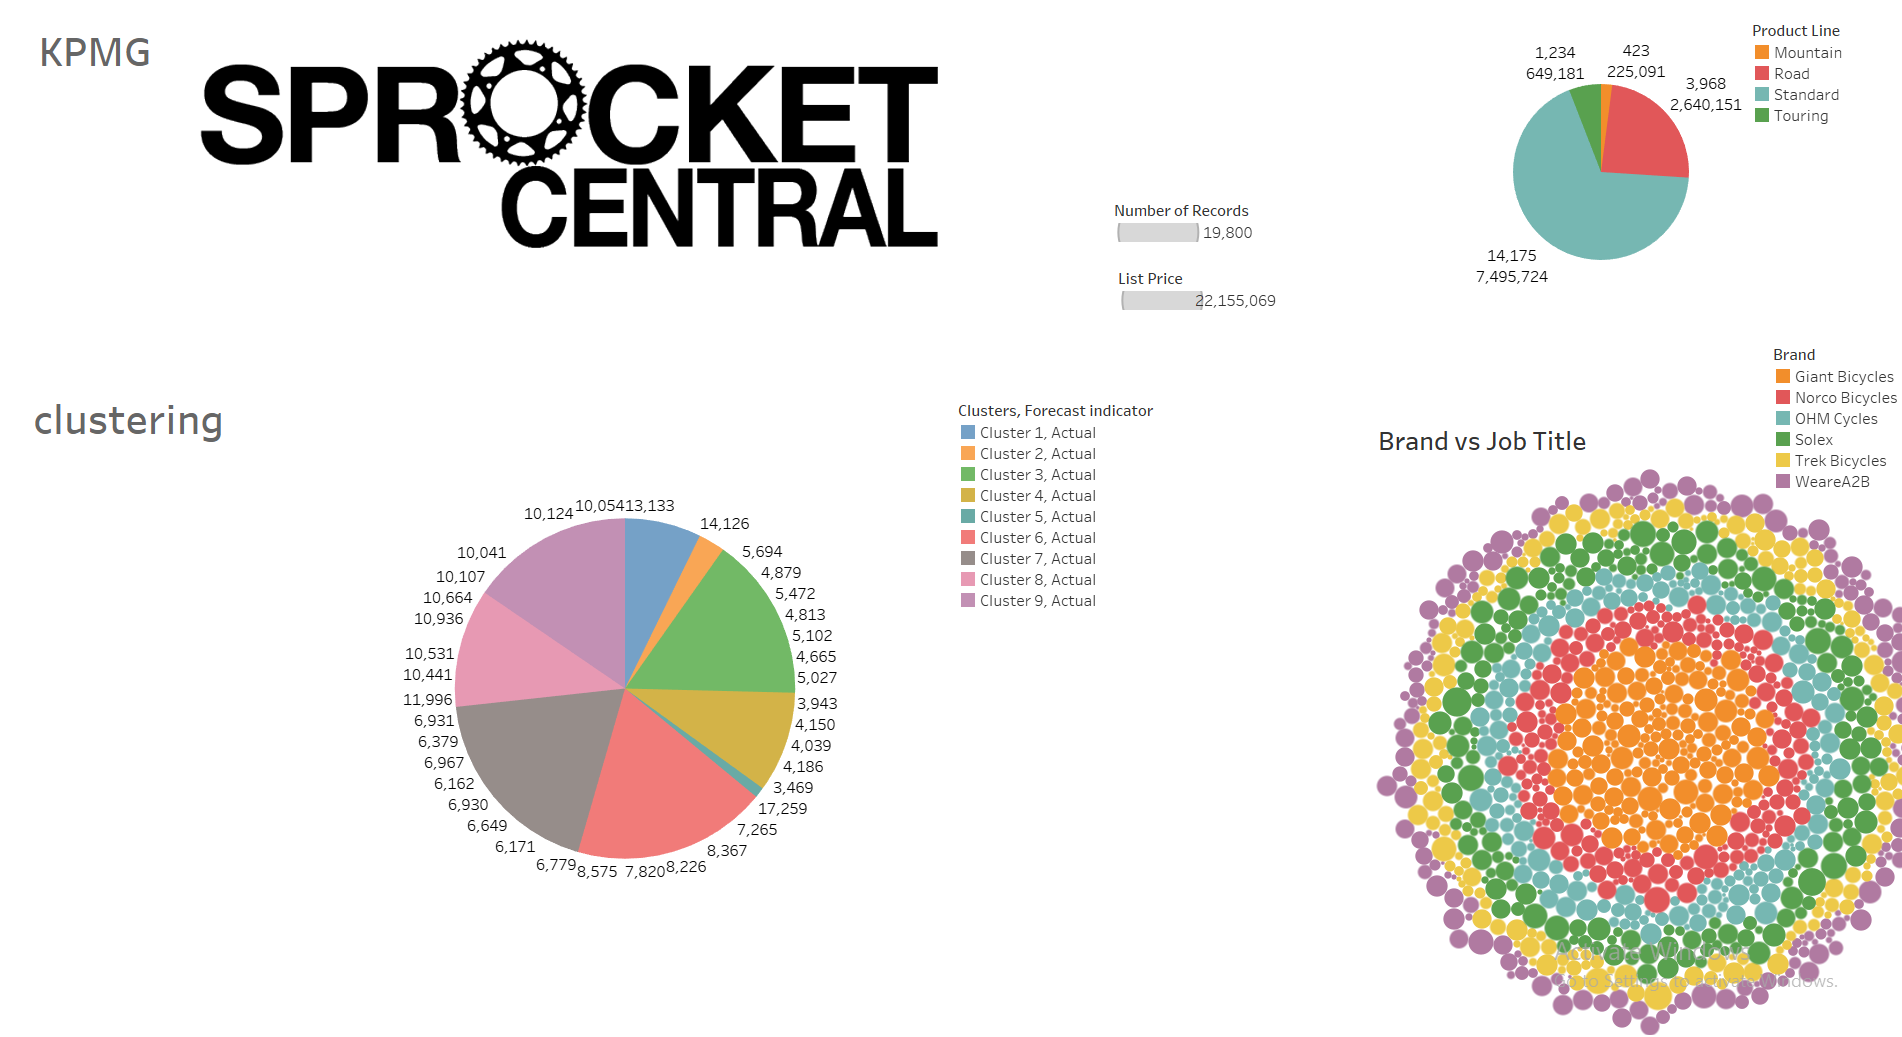 KPMG
SPROCKET
CENTRAL
Number of Records
19,800
List Price
22,155,069
1,234
649,181
423
225,091
3,968
2,640,151
14,175
7,495,724
Product Line
Mountain
Road
Standard
Touring
clustering
10,124
10,054
13,133
14,126
5,694
4,879
5,472
4,813
5,102
4,665
5,027
3,943
4,150
4,039
4,186
3,469
17,259
7,265
8,367
8,226
7,820
8,575
6,779
6,171
6,649
6,930
6,162
6,967
6,379
6,931
11,996
10,441
10,531
10,936
10,664
10,107
10,041
Clusters, Forecast indicator
Cluster 1, Actual
Cluster 2, Actual
Cluster 3, Actual
Cluster 4, Actual
Cluster 5, Actual
Cluster 6, Actual
Cluster 7, Actual
Cluster 8, Actual
Cluster 9, Actual
Brand vs Job Title
Brand
Giant Bicycles
Norco Bicycles
OHM Cycles
Solex
Trek Bicycles
WeareA2B
Activate Windows
Go to Settings to activate Windows.